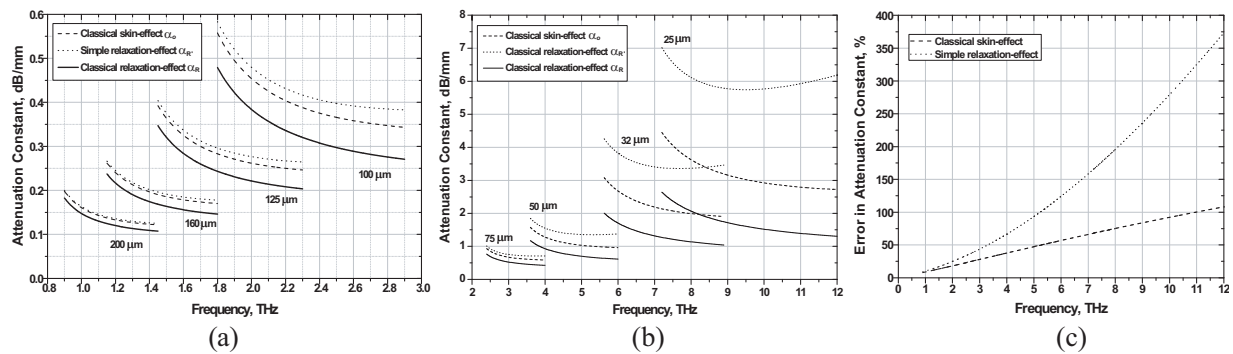 Attenuation Constant, dB/mm
0.6
0.5
0.4
0.3
0.2
0.1
0.0
Classical skin-effect αo
Simple relaxation-effect αR'
Classical relaxation-effect αR
100 µm
125 µm
160 µm
200 µm
0.8 1.0 1.2 1.4 1.6 1.8 2.0 2.2 2.4 2.6 2.8 3.0
Frequency, THz
(a)
Attenuation Constant, dB/mm
8
7
6
5
4
3
2
1
0
Classical skin-effect αo
Classical relaxation-effect αR'
Classical relaxation-effect αR
25 µm
32 µm
50 µm
75 µm
2 3 4 5 6 7 8 9 10 11 12
Frequency, THz
(b)
Error in Attenuation Constant, %
400
350
300
250
200
150
100
50
0
Classical skin-effect
Simple relaxation-effect
0 1 2 3 4 5 6 7 8 9 10 11 12
Frequency, THz
(c)